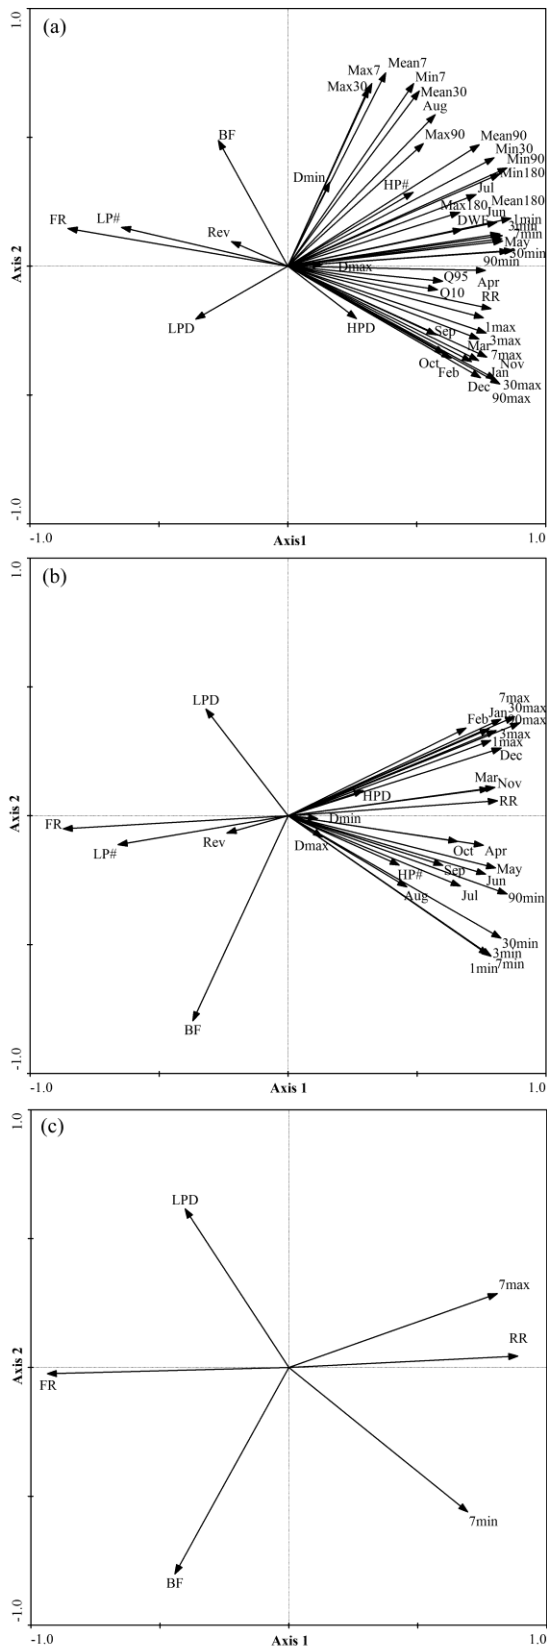 1.0
(a)
Max7
Mean7
Min7
Max30
Mean30
Aug
BF
Max90
Mean90
Min30
Min90
Min180
Dmin
HP#
Jul
Mean180
Max180
Jun
FR
LP#
DWF
1min
3min
Rev
7min
May
30min
Axis 2
Dmax
90min
Q95
Apr
Q10
RR
LPD
HPD
Sep
1max
3max
Mar
7max
Oct
Feb
Jan
Nov
Dec
30max
90max
-1.0
-1.0
Axis1
1.0
1.0
(b)
7max
LPD
Jan
30max
Feb
90max
3max
1max
Dec
Mar
Nov
HPD
RR
Axis 2
FR
Dmin
Rev
LP#
Dmax
Oct
Apr
HP#
Sep
May
Jun
Aug
Jul
90min
30min
3min
1min
7min
BF
-1.0
-1.0
Axis 1
1.0
1.0
(c)
LPD
7max
RR
Axis 2
FR
7min
BF
-1.0
-1.0
Axis 1
1.0